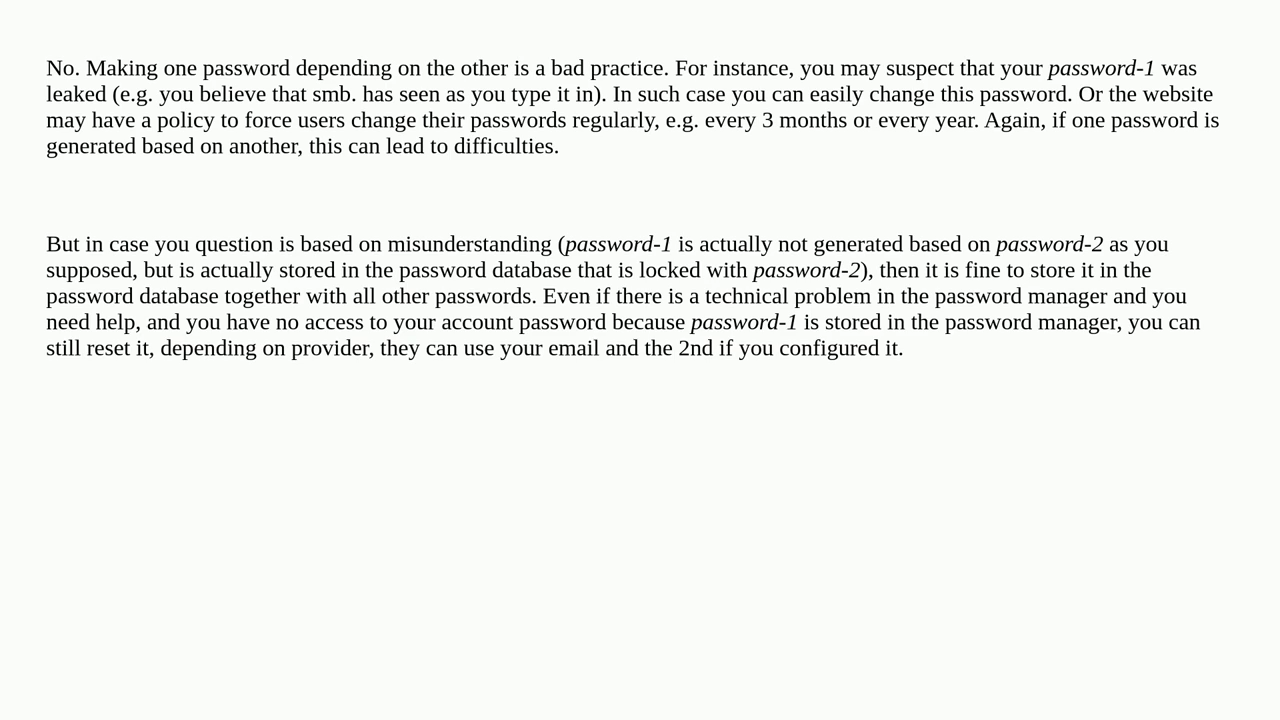 No. Making one password depending on the other is a bad practice. For instance, you may suspect that your password-1 was
leaked (e.g. you believe that smb. has seen as you type it in). In such case you can easily change this password. Or the website
may have a policy to force users change their passwords regularly, e.g. every 3 months or every year. Again, if one password is
generated based on another, this can lead to difficulties.
But in case you question is based on misunderstanding (password-1 is actually not generated based on password-2 as you
supposed, but is actually stored in the password database that is locked with password-2), then it is fine to store it in the
password database together with all other passwords. Even if there is a technical problem in the password manager and you
need help, and you have no access to your account password because password-1 is stored in the password manager, you can
still reset it, depending on provider, they can use your email and the 2nd if you configured it.